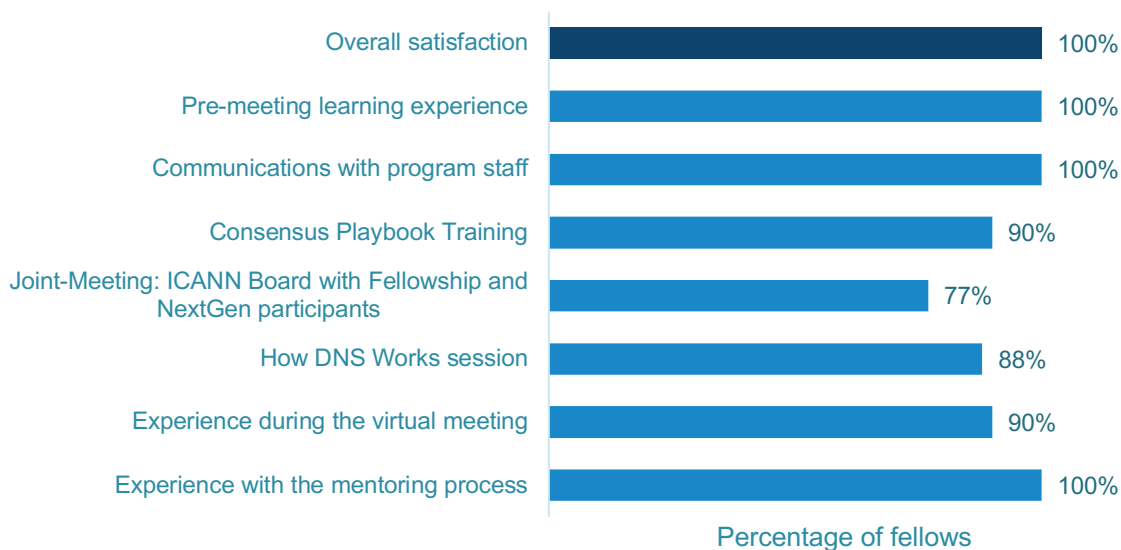 Overall satisfaction 100%
Pre-meeting learning experience 100%
Communications with program staff 100%
Consensus Playbook Training 90%
Joint-Meeting: ICANN Board with Fellowship and
NextGen participants 77%
How DNS Works session 88%
Experience during the virtual meeting 90%
Experience with the mentoring process 100%
Percentage of fellows